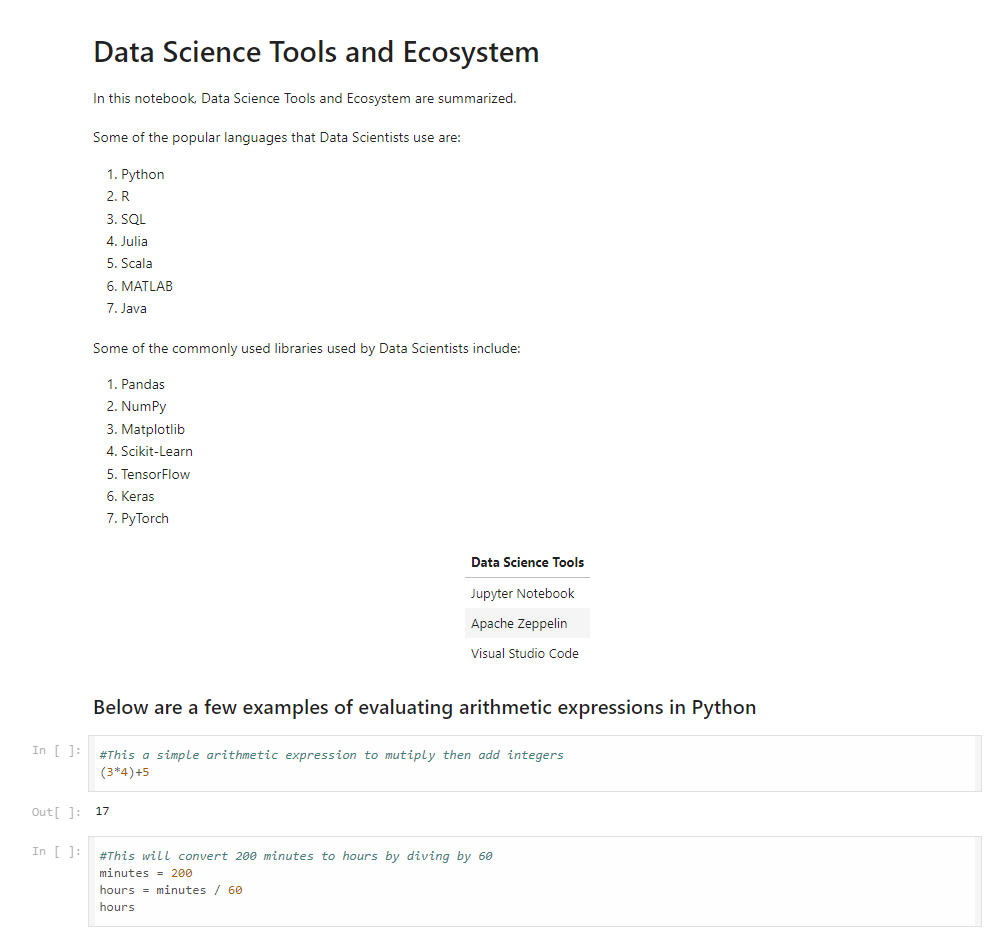 Data Science Tools and Ecosystem
In this notebook, Data Science Tools and Ecosystem are summarized.
Some of the popular languages that Data Scientists use are:
1. Python
2. R
3. SQL
4. Julia
5. Scala
6. MATLAB
7. Java
Some of the commonly used libraries used by Data Scientists include:
1. Pandas
2. NumPy
3. Matplotlib
4. Scikit-Learn
5. TensorFlow
6. Keras
7. PyTorch
Data Science Tools
Jupyter Notebook
Apache Zeppelin
Visual Studio Code
Below are a few examples of evaluating arithmetic expressions in Python
In [ ]:
#This a simple arithmetic expression to mutiply then add integers
(3*4)+5
Out[ ]: 17
In [ ]:
#This will convert 200 minutes to hours by diving by 60
minutes = 200
hours = minutes / 60
hours